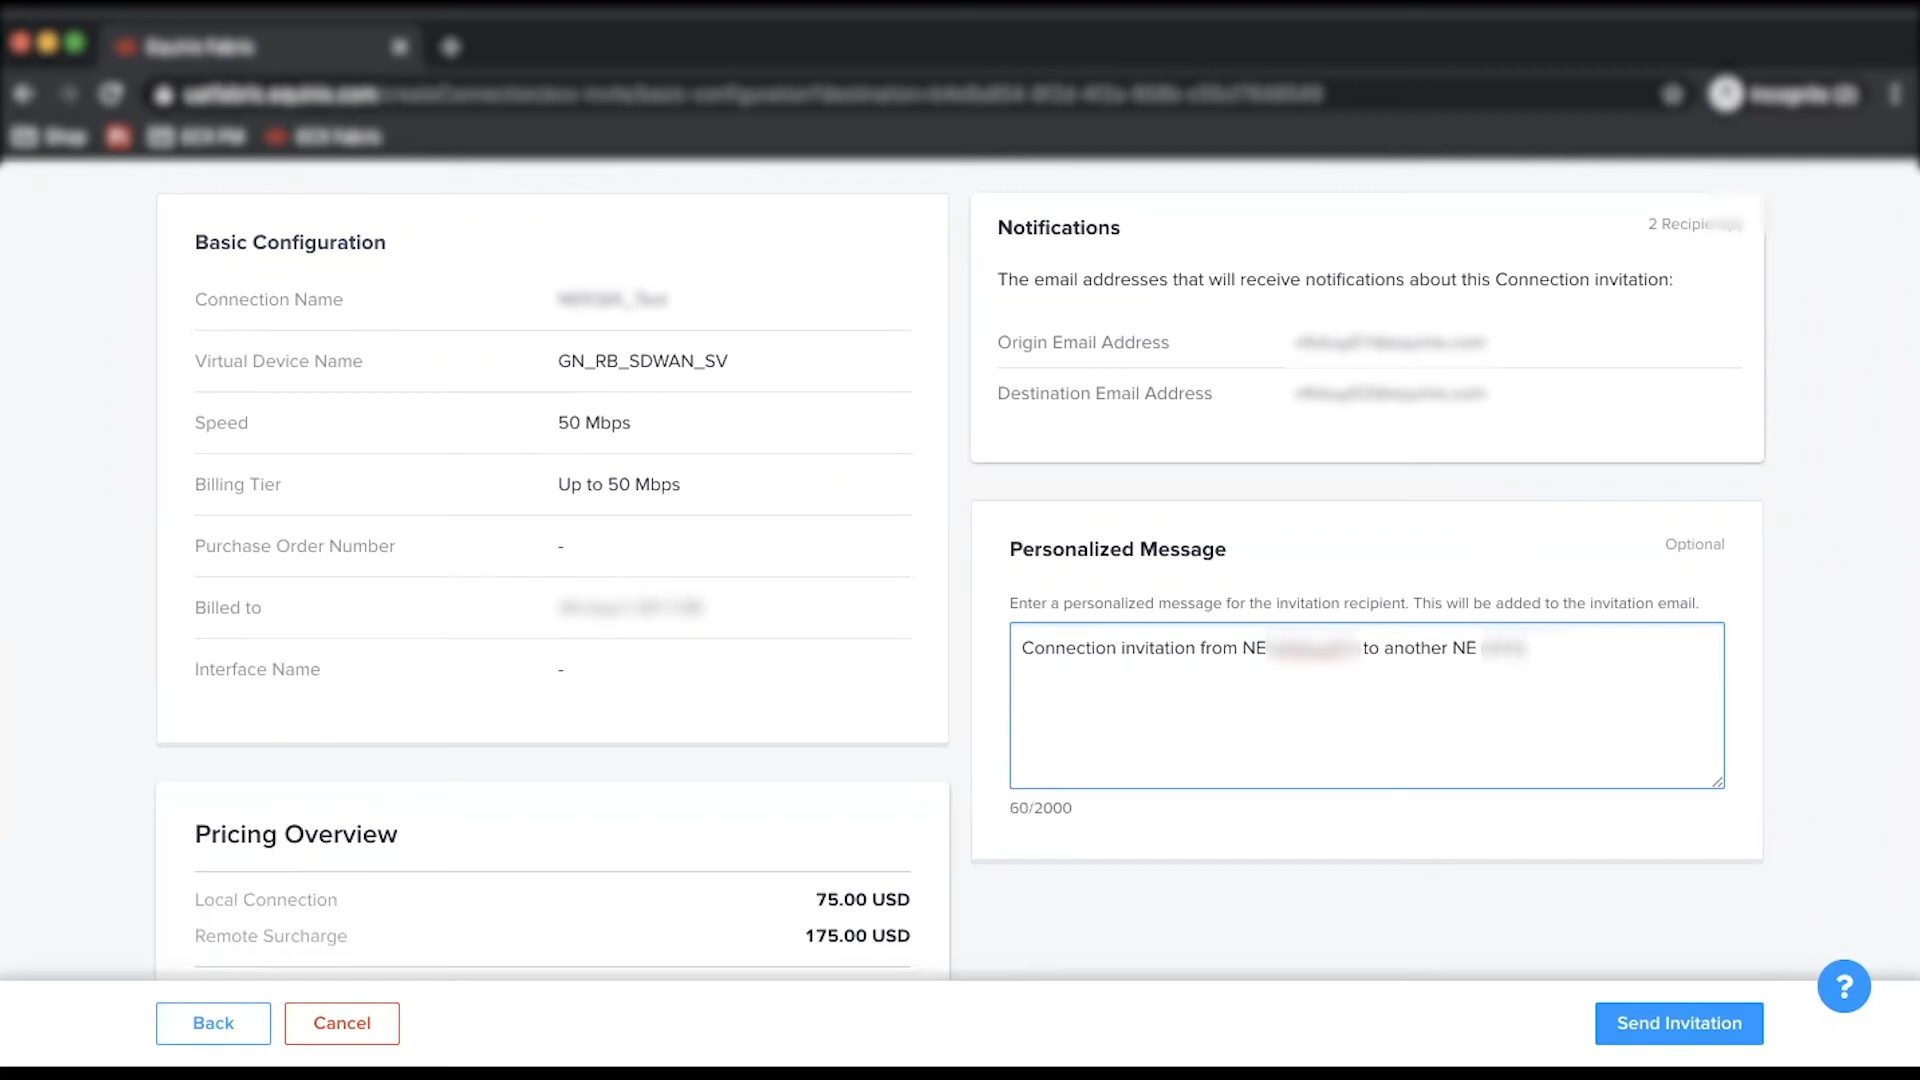 Equinix Fabric
Basic Configuration
Connection Name
Virtual Device Name GN_RB_SDWAN_SV
Speed 50 Mbps
Billing Tier Up to 50 Mbps
Purchase Order Number -
Billed to
Interface Name -
Pricing Overview
Local Connection 75.00 USD
Remote Surcharge 175.00 USD
Notifications 2
The email addresses that will receive notifications about this Connection invitation:
Origin Email Address
Destination Email Address
Personalized Message Optional
Enter a personalized message for the invitation recipient. This will be added to the invitation email.
Connection invitation from NE to another NE
60/2000
Back Cancel Send Invitation ?